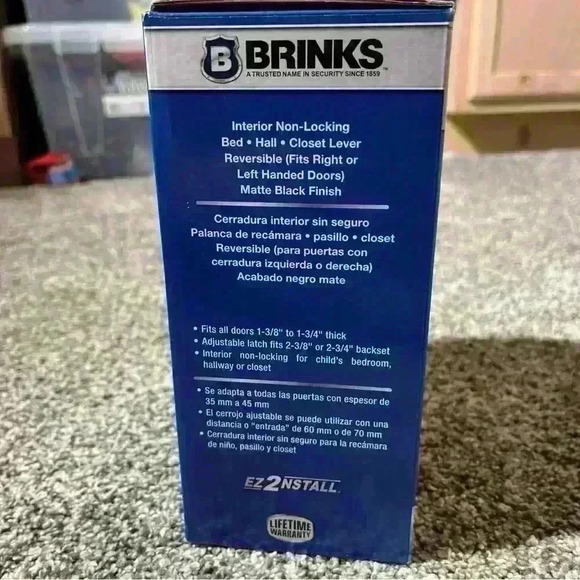 B BRINKS™
A TRUSTED NAME IN SECURITY SINCE 1859
Interior Non-Locking
Bed • Hall • Closet Lever
Reversible (Fits Right or
Left Handed Doors)
Matte Black Finish
Cerradura interior sin seguro
Palanca de recámara • pasillo • closet
Reversible (para puertas con
cerradura izquierda o derecha)
Acabado negro mate
• Fits all doors 1-3/8" to 1-3/4" thick
• Adjustable latch fits 2-3/8" or 2-3/4" backset
• Interior non-locking for child's bedroom,
hallway or closet
• Se adapta a todas las puertas con espesor de
35 mm a 45 mm
• El cerrojo ajustable se puede utilizar con una
distancia o "entrada" de 60 mm o de 70 mm
• Cerradura interior sin seguro para la recámara
de niño, pasillo y closet
EZ2NSTALL™
LIFETIME
WARRANTY